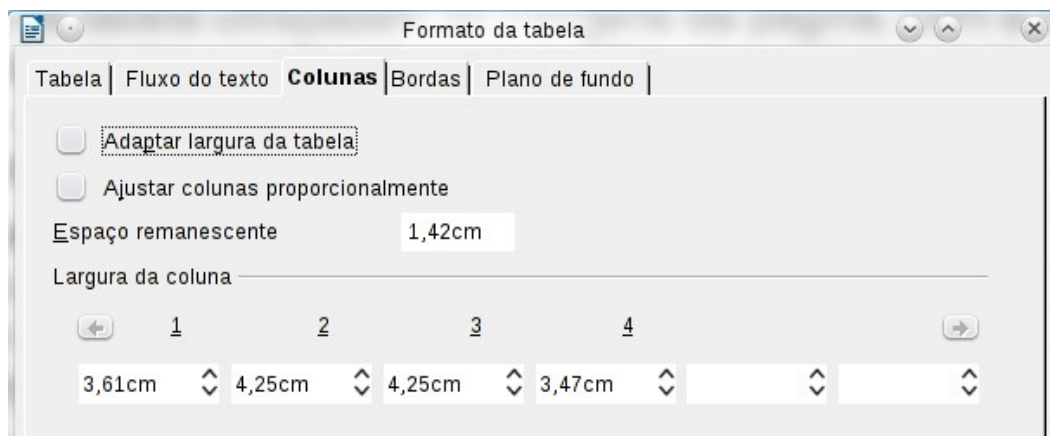 Formato da tabela
Tabela Fluxo do texto Colunas Bordas Plano de fundo
Adaptar largura da tabela
Ajustar colunas proporcionalmente
Espaço remanescente 1,42cm
Largura da coluna
1 2 3 4
3,61cm 4,25cm 4,25cm 3,47cm